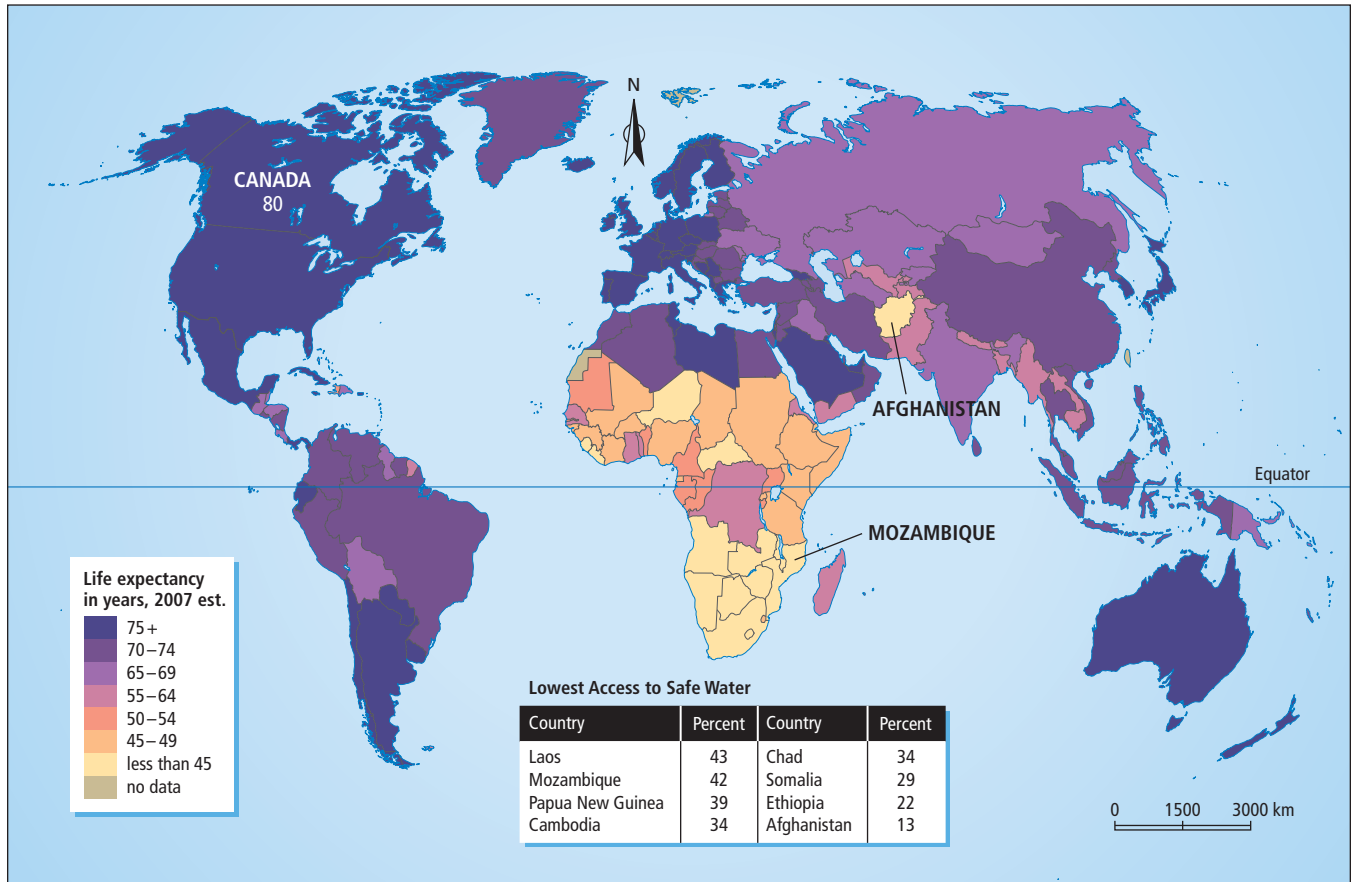 N
CANADA
80
AFGHANISTAN
Equator
MOZAMBIQUE
Life expectancy
in years, 2007 est.
75+
70–74
65–69
55–64
50–54
45–49
less than 45
no data
Lowest Access to Safe Water
Country Percent Country Percent
Laos 43 Chad 34
Mozambique 42 Somalia 29
Papua New Guinea 39 Ethiopia 22
Cambodia 34 Afghanistan 13
0 1500 3000 km